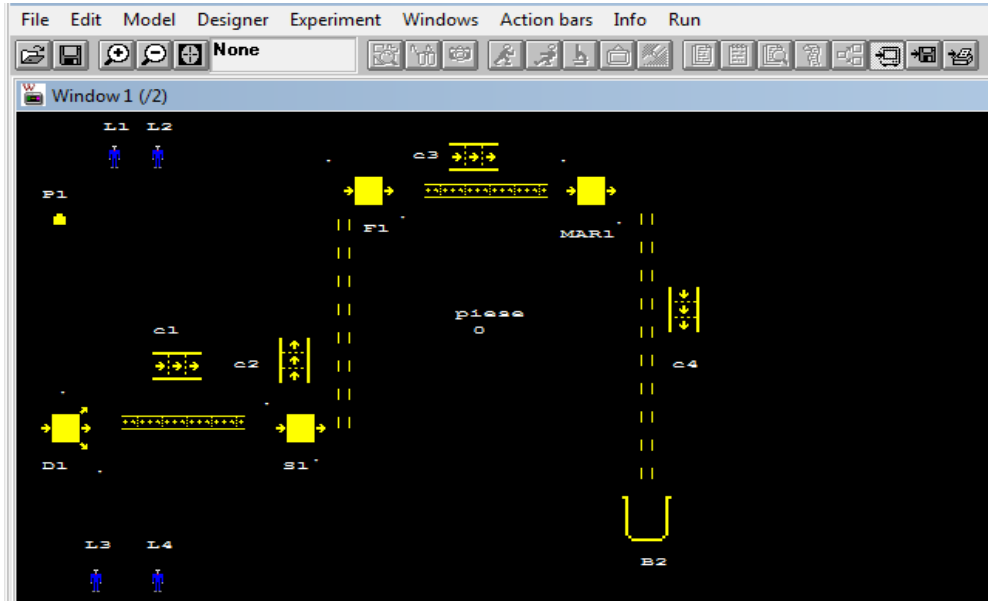 File Edit Model Designer Experiment Windows Action bars Info Run
None
Window 1 (/2)
L1 L2
c3
P1
F1
MAR1
piese
0
c1
c2
c4
D1
S1
L3 L4
B2